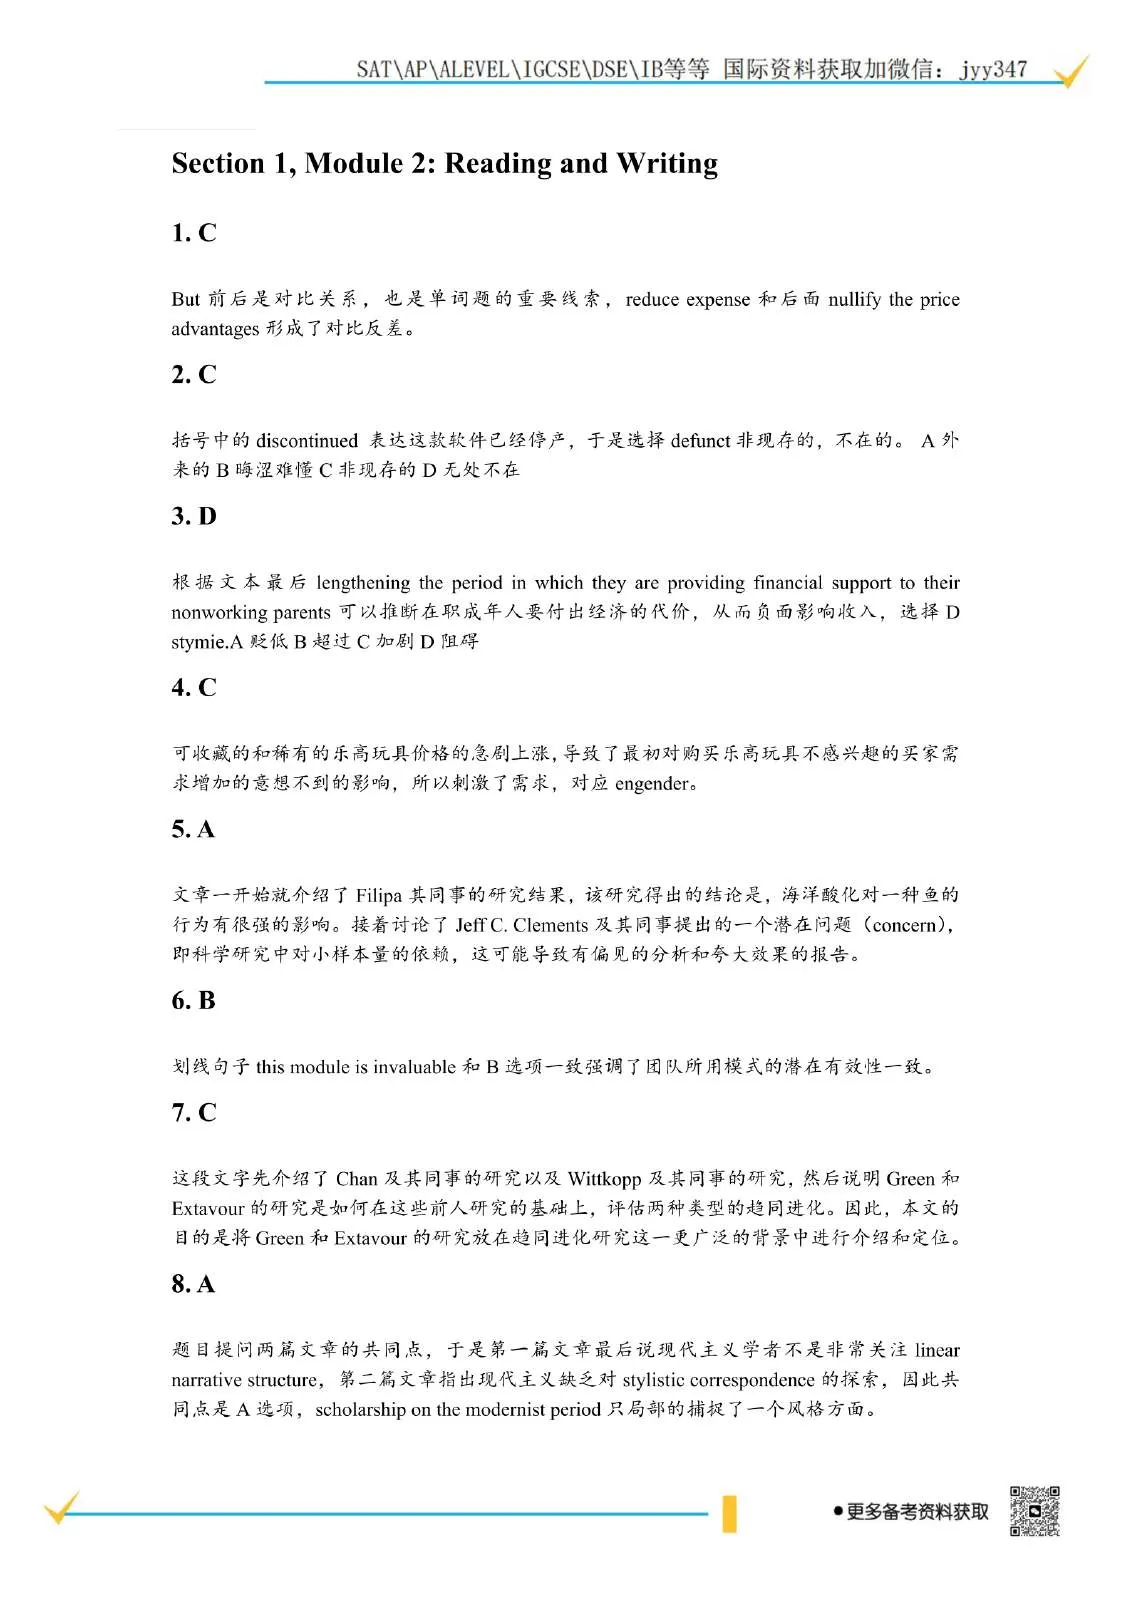 SAT\AP\ALEVEL\IGCSE\DSE\IB等等 国际资料获取加微信：jyy347
Section 1, Module 2: Reading and Writing
1. C
But 前后是对比关系，也是单词题的重要线索，reduce expense 和后面 nullify the price
advantages 形成了对比反差。
2. C
括号中的 discontinued 表达这款软件已经停产，于是选择 defunct 非现存的，不在的。 A 外
来的 B 晦涩难懂 C 非现存的 D 无处不在
3. D
根据文本最后 lengthening the period in which they are providing financial support to their
nonworking parents 可以推断在职成年人要付出经济的代价，从而负面影响收入，选择 D
stymie.A 贬低 B 超过 C 加剧 D 阻碍
4. C
可收藏的和稀有的乐高玩具价格的急剧上涨，导致了最初对购买乐高玩具不感兴趣的买家需
求增加的意想不到的影响，所以刺激了需求，对应 engender。
5. A
文章一开始就介绍了 Filipa 其同事的研究结果，该研究得出的结论是，海洋酸化对一种鱼的
行为有很强的影响。接着讨论了 Jeff C. Clements 及其同事提出的一个潜在问题（concern），
即科学研究中对小样本量的依赖，这可能导致有偏见的分析和夸大效果的报告。
6. B
划线句子 this module is invaluable 和 B 选项一致强调了团队所用模式的潜在有效性一致。
7. C
这段文字先介绍了 Chan 及其同事的研究以及 Wittkopp 及其同事的研究，然后说明 Green 和
Extavour 的研究是如何在这些前人研究的基础上，评估两种类型的趋同进化。因此，本文的
目的是将 Green 和 Extavour 的研究放在趋同进化研究这一更广泛的背景中进行介绍和定位。
8. A
题目提问两篇文章的共同点，于是第一篇文章最后说现代主义学者不是非常关注 linear
narrative structure，第二篇文章指出现代主义缺乏对 stylistic correspondence 的探索，因此共
同点是 A 选项，scholarship on the modernist period 只局部的捕捉了一个风格方面。
●更多备考资料获取